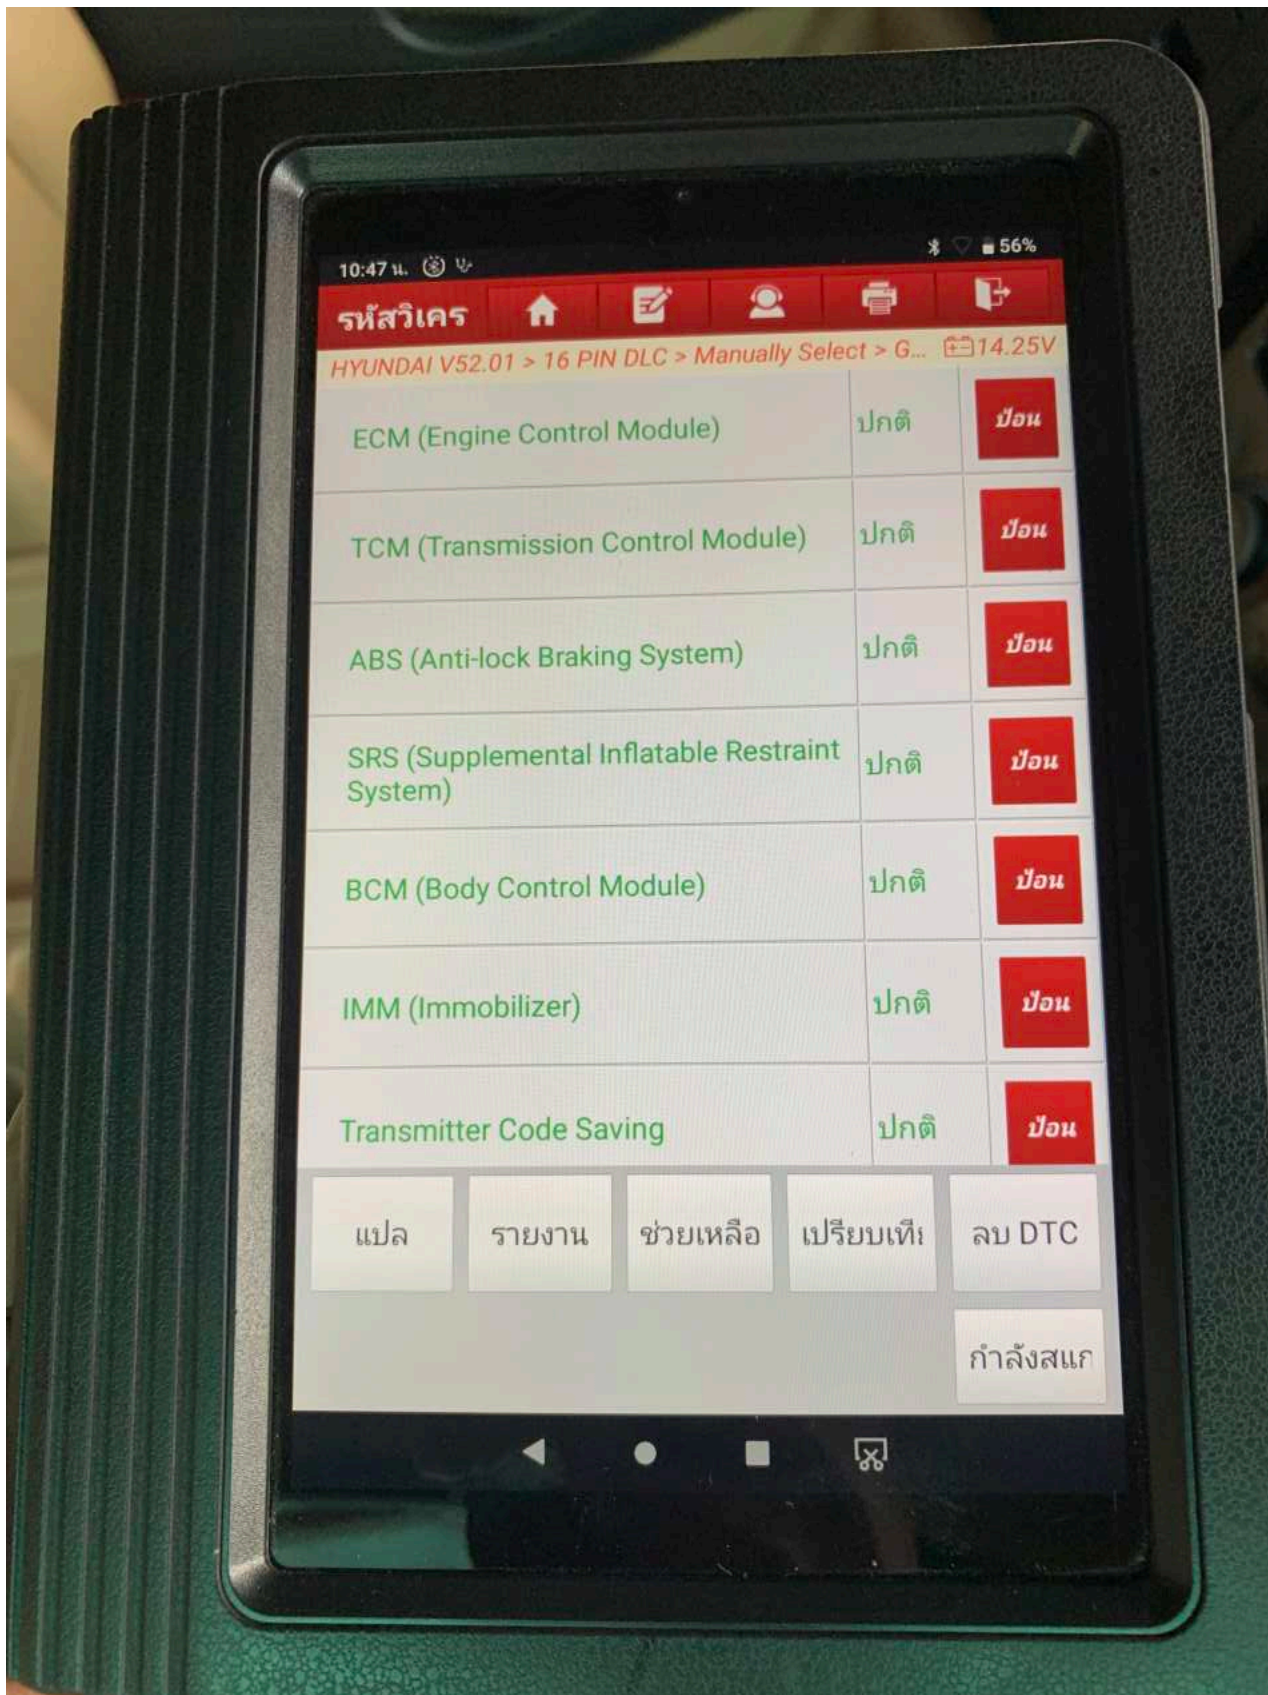 10:47 น.
56%
รหัสวิเคร
HYUNDAI V52.01 > 16 PIN DLC > Manually Select > G... 14.25V
ECM (Engine Control Module) ปกติ ป้อน
TCM (Transmission Control Module) ปกติ ป้อน
ABS (Anti-lock Braking System) ปกติ ป้อน
SRS (Supplemental Inflatable Restraint
System) ปกติ ป้อน
BCM (Body Control Module) ปกติ ป้อน
IMM (Immobilizer) ปกติ ป้อน
Transmitter Code Saving ปกติ ป้อน
แปล รายงาน ช่วยเหลือ เปรียบเที ลบ DTC
กำลังสแก